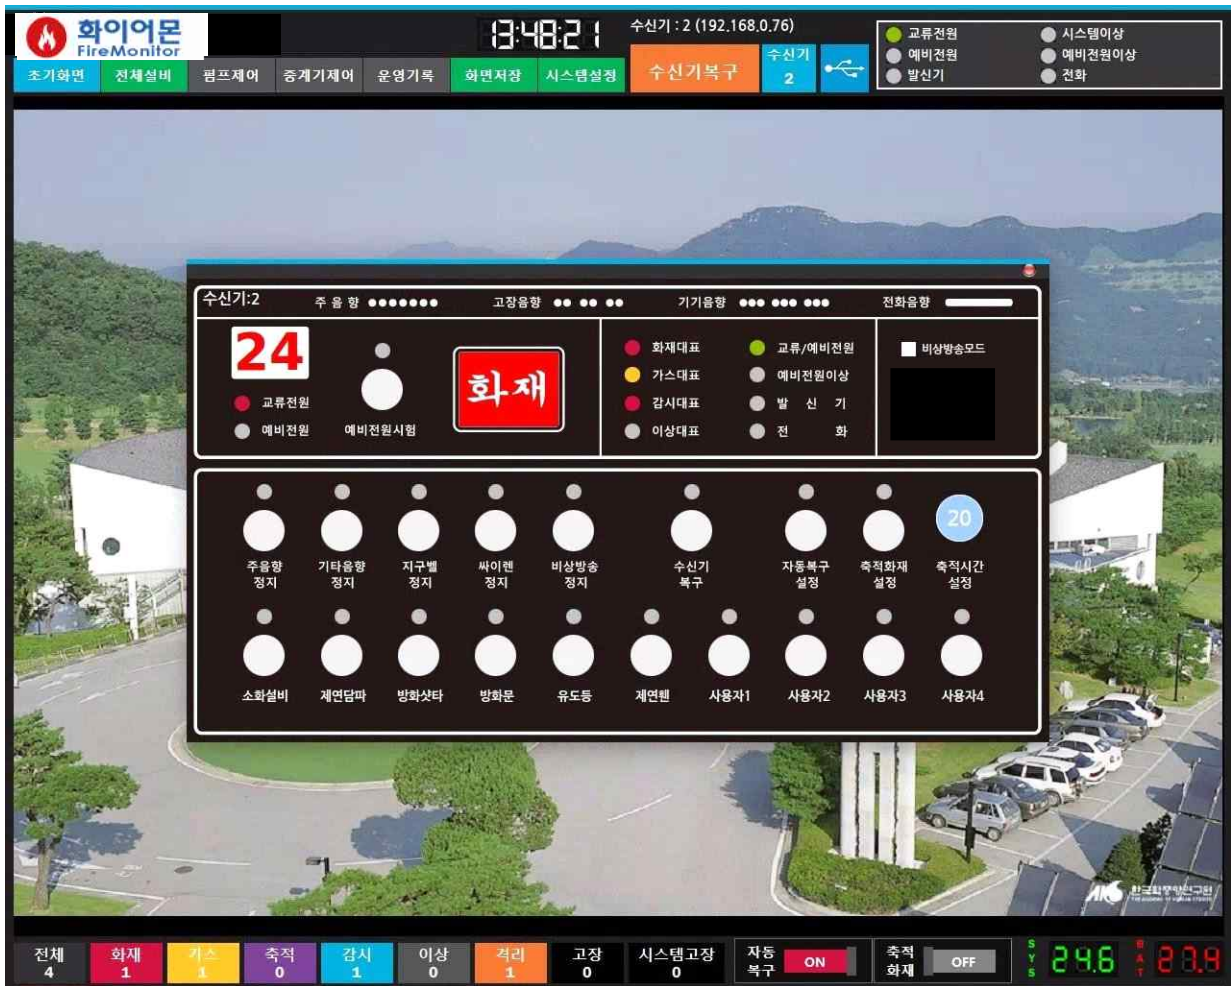 화이어몬
FireMonitor
13:48:21
수신기 : 2 (192.168.0.76)
초기화면 전체설비 펌프제어 중계기제어 운영기록 화면저장 시스템설정 수신기복구 수신기 2
교류전원 시스템이상
예비전원 예비전원이상
발신기 전화
수신기:2 주 음 향 고장음향 기기음향 전화음향
24
교류전원
예비전원
예비전원시험
화재
화재대표 교류/예비전원
가스대표 예비전원이상
감시대표 발 신 기
이상대표 전 화
비상방송모드
20
주음향 정지 기타음향 정지 지구벨 정지 싸이렌 정지 비상방송 정지 수신기 복구 자동복구 설정 축적화재 설정 축적시간 설정
소화설비 제연담파 방화샷타 방화문 유도등 제연웬 사용자1 사용자2 사용자3 사용자4
AKS 한국학중앙연구원
전체 화재 가스 축적 감시 이상 격리 고장 시스템고장
4 1 1 0 1 0 1 0 0
자동 복구 ON
축적 화재 OFF
SYS 24.6
BAT 27.4